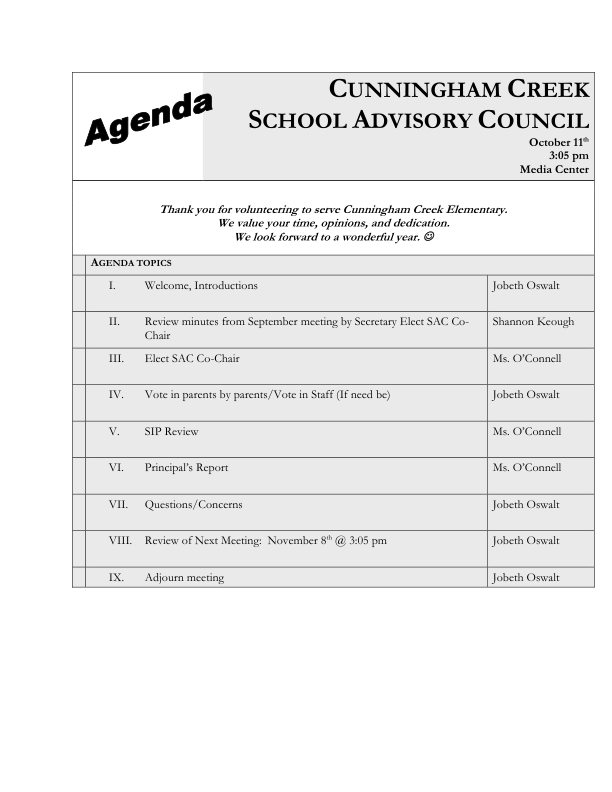 Agenda
CUNNINGHAM CREEK
SCHOOL ADVISORY COUNCIL
October 11th
3:05 pm
Media Center
Thank you for volunteering to serve Cunningham Creek Elementary.
We value your time, opinions, and dedication.
We look forward to a wonderful year. ☺
AGENDA TOPICS
I. Welcome, Introductions Jobeth Oswalt
II. Review minutes from September meeting by Secretary Elect SAC Co- Shannon Keough
Chair
III. Elect SAC Co-Chair Ms. O’Connell
IV. Vote in parents by parents/Vote in Staff (If need be) Jobeth Oswalt
V. SIP Review Ms. O’Connell
VI. Principal’s Report Ms. O’Connell
VII. Questions/Concerns Jobeth Oswalt
VIII. Review of Next Meeting: November 8th @ 3:05 pm Jobeth Oswalt
IX. Adjourn meeting Jobeth Oswalt